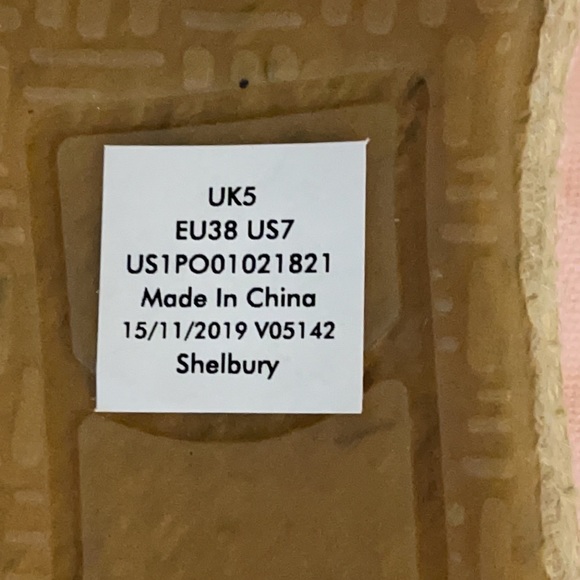 UK5
EU38 US7
US1PO01021821
Made In China
15/11/2019 V05142
Shelbury